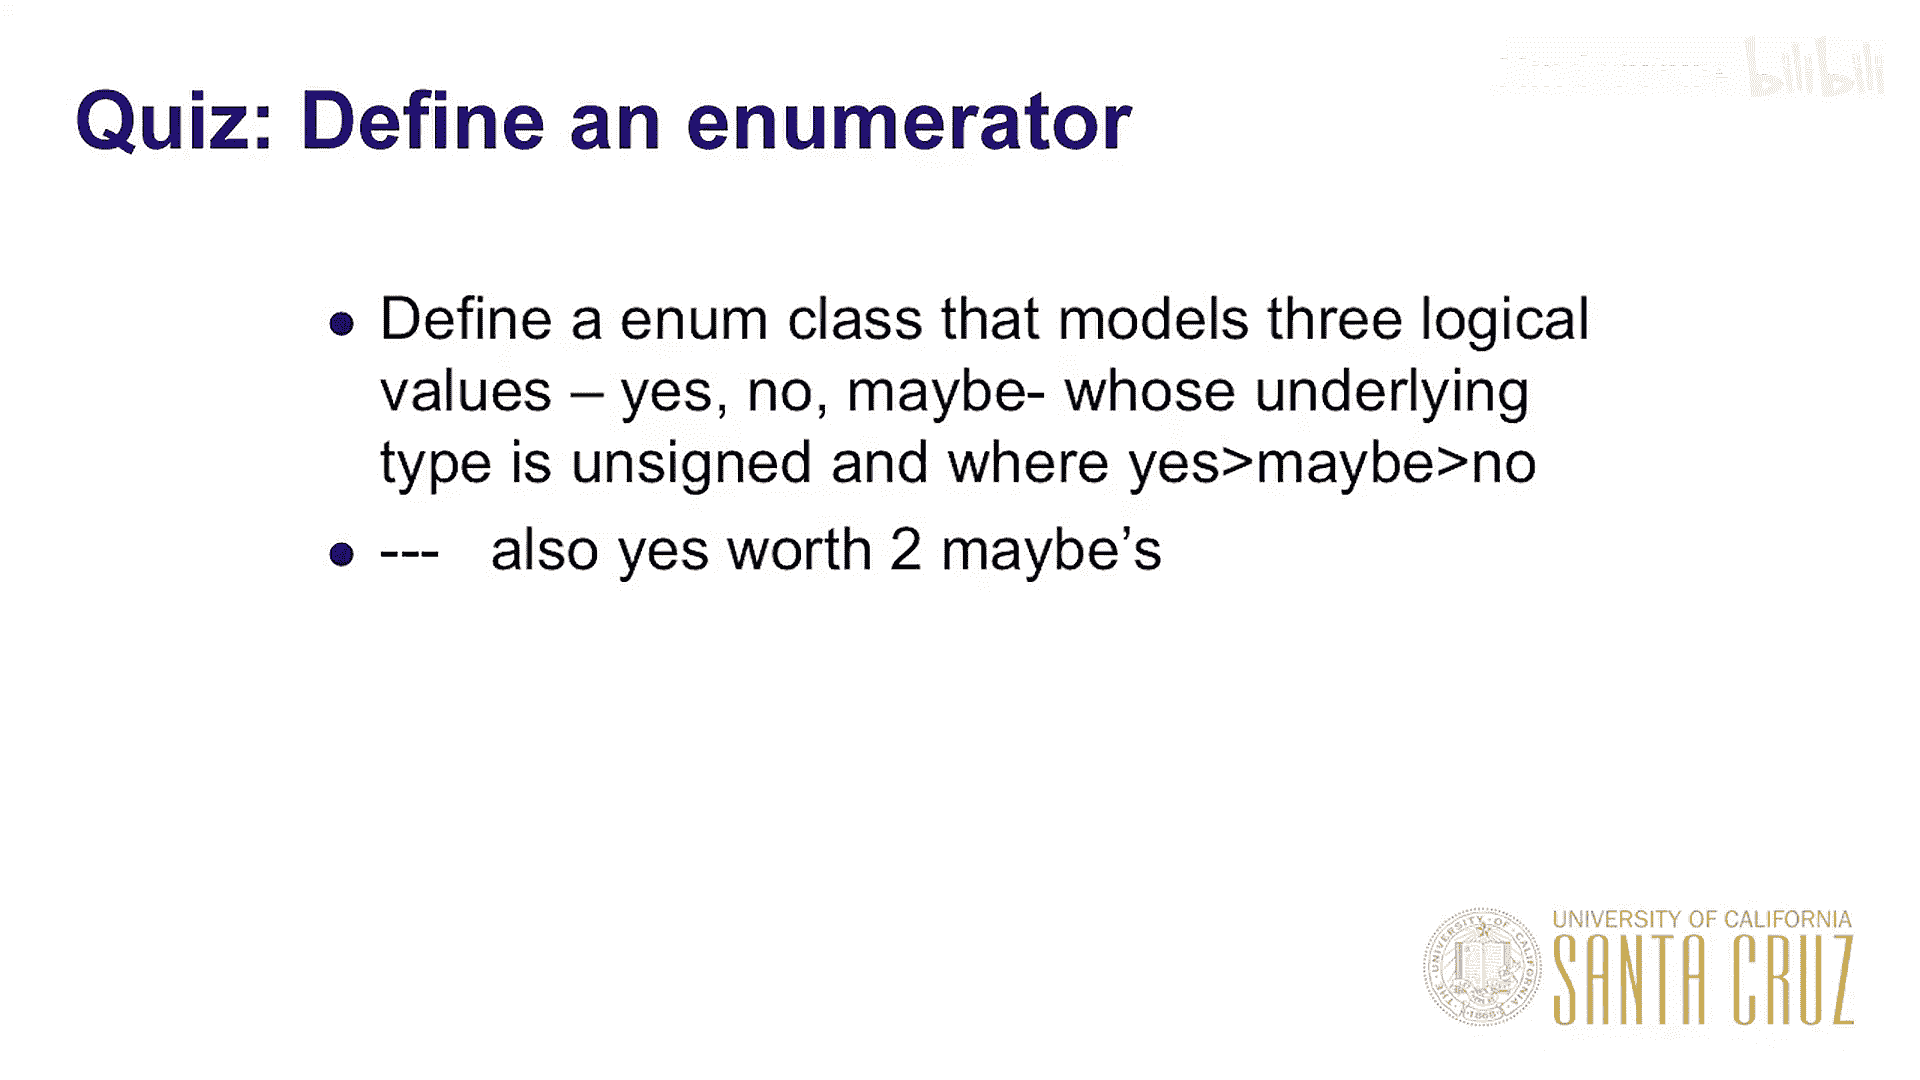 bilibili
Quiz: Define an enumerator
● Define a enum class that models three logical
values – yes, no, maybe- whose underlying
type is unsigned and where yes>maybe>no
● --- also yes worth 2 maybe’s
UNIVERSITY OF CALIFORNIA
SANTA CRUZ